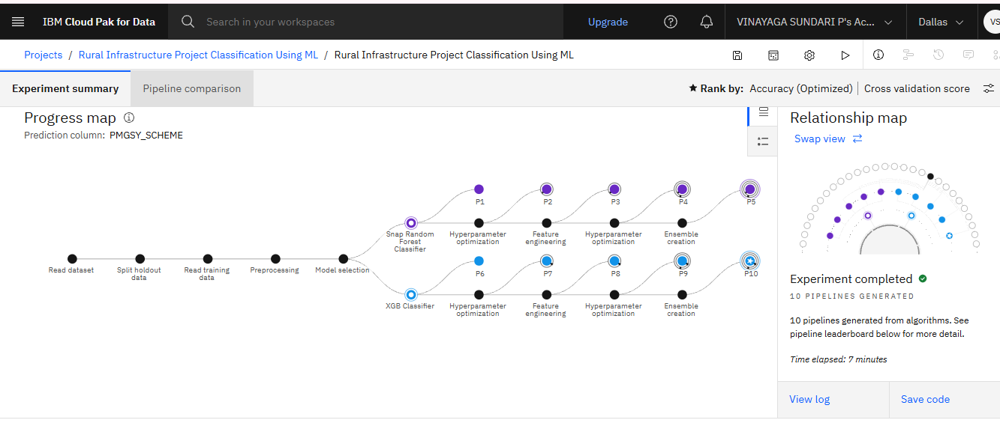 IBM Cloud Pak for Data
Search in your workspaces
Upgrade
VINAYAGA SUNDARI P's Ac...
Dallas
VS
Projects / Rural Infrastructure Project Classification Using ML / Rural Infrastructure Project Classification Using ML
Experiment summary
Pipeline comparison
Rank by: Accuracy (Optimized) | Cross validation score
Progress map
Prediction column: PMGSY_SCHEME
P1
P2
P3
P4
P5
Snap Random
Forest
Classifier
Hyperparameter
optimization
Feature
engineering
Hyperparameter
optimization
Ensemble
creation
Read dataset
Split holdout
data
Read training
data
Preprocessing
Model selection
P6
P7
P8
P9
P10
XGB Classifier
Hyperparameter
optimization
Feature
engineering
Hyperparameter
optimization
Ensemble
creation
Relationship map
Swap view
Experiment completed
10 PIPELINES GENERATED
10 pipelines generated from algorithms. See
pipeline leaderboard below for more detail.
Time elapsed: 7 minutes
View log
Save code